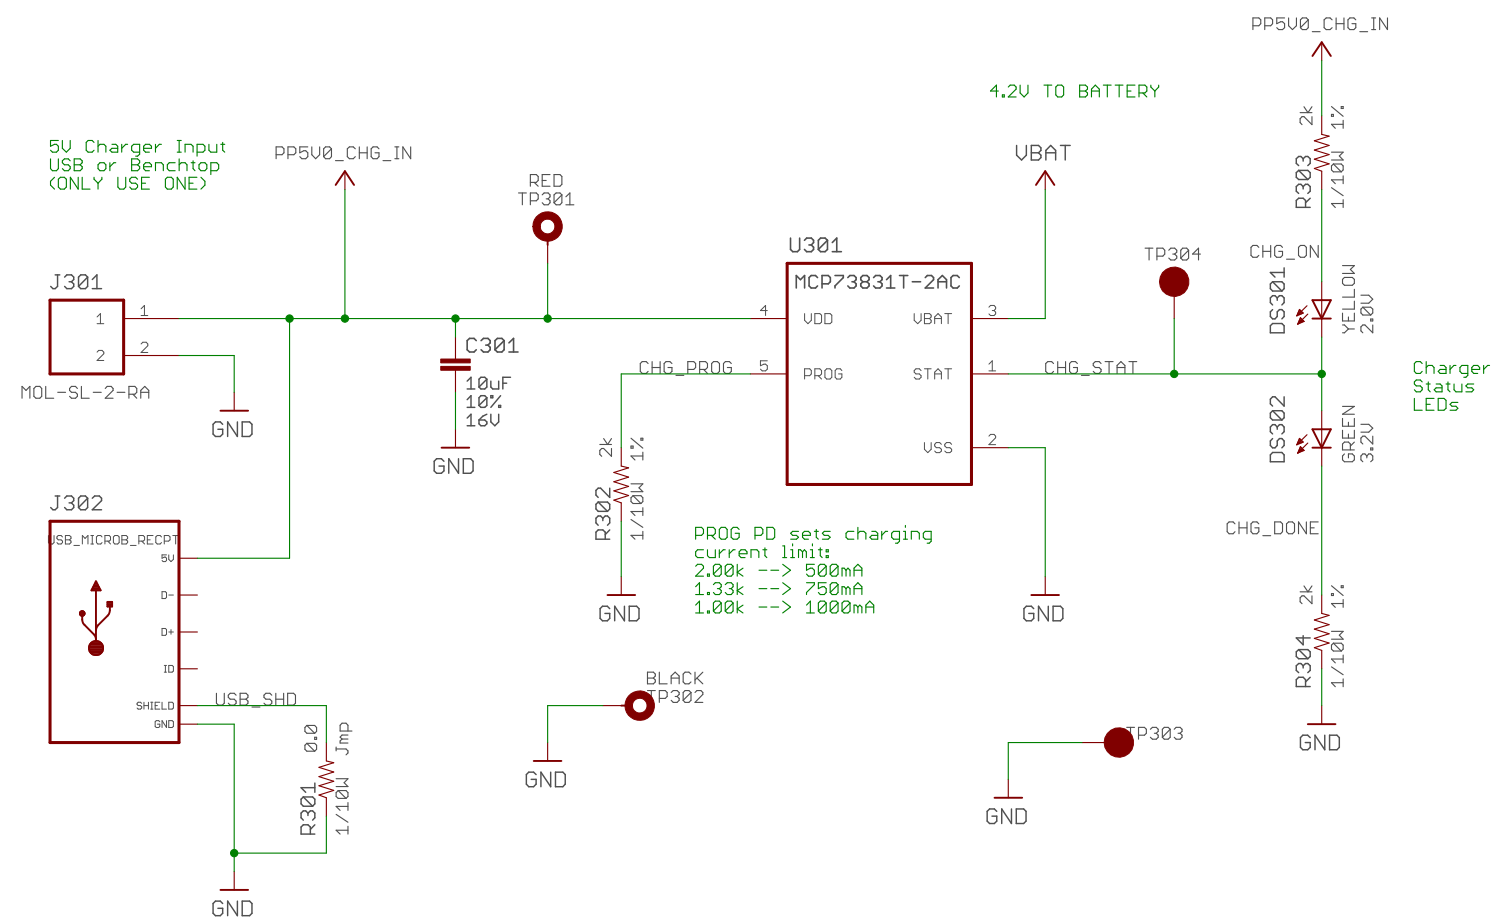 PP5V0_CHG_IN
2k
1%
R303
1/10W
4.2V TO BATTERY
5V Charger Input
USB or Benchtop
(ONLY USE ONE)
PP5V0_CHG_IN
VBAT
RED
TP301
U301
MCP73831T-2AC
TP304
CHG_ON
DS301
YELLOW
2.0V
J301
1
1
2
2
MOL-SL-2-RA
GND
C301
10uF
10%
16V
GND
4
VDD
VBAT
3
CHG_PROG
5
PROG
STAT
1
CHG_STAT
VSS
2
Charger
Status
LEDs
DS302
GREEN
3.2V
2k
1%
R302
1/10W
GND
J302
USB_MICROB_RECPT
5V
D-
D+
ID
SHIELD
GND
USB_SHD
PROG PD sets charging
current limit:
2.00k --> 500mA
1.33k --> 750mA
1.00k --> 1000mA
GND
CHG_DONE
2k
1%
R304
1/10W
GND
BLACK
TP302
GND
TP303
GND
0.0
Jmp
R301
1/10W
GND